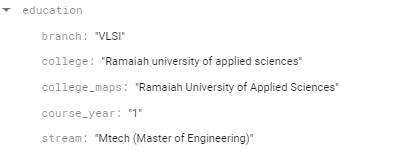 education
branch: "VLSI"
college: "Ramaiah university of applied sciences"
college_maps: "Ramaiah University of Applied Sciences"
course_year: "1"
stream: "Mtech (Master of Engineering)"